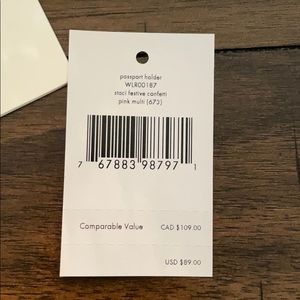 passport holder
WLR00187
staci festive confetti
pink multi (673)
7 67883 98797 1
Comparable Value CAD $109.00
USD $89.00